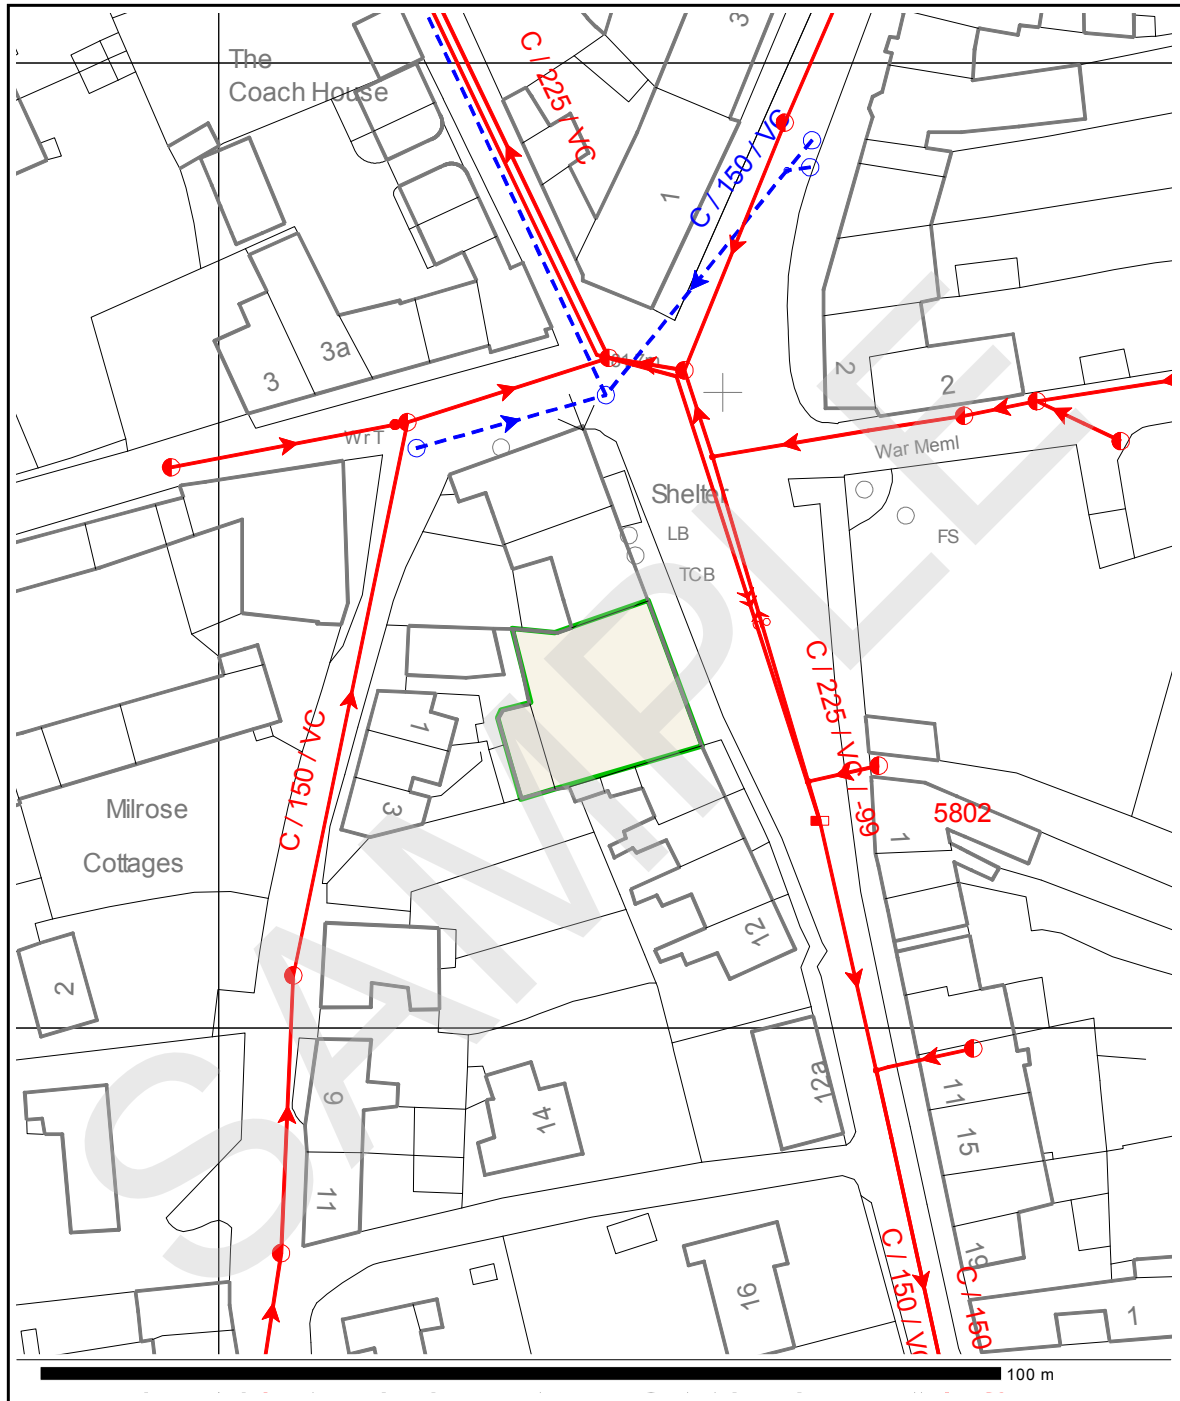 The
Coach House
C / 225 / VC
3
C / 150 / VC
1
3a
3
2
2
Wr T
War Meml
Shelter
LB
TCB
FS
C / 225 / VC
C / -99
5802
1
1
3
C / 150 / VC
Milrose
Cottages
12
2
12a
9
14
11
11
15
19
16
C / 150 / VC
C / 150
1
SAMPLE
100 m